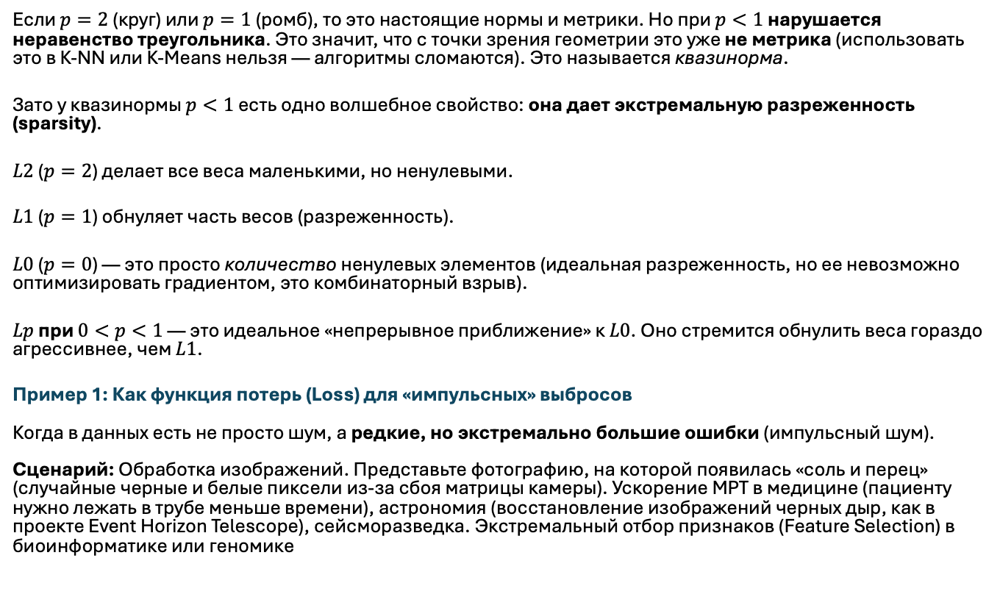 Если p = 2 (круг) или p = 1 (ромб), то это настоящие нормы и метрики. Но при p < 1 нарушается
неравенство треугольника. Это значит, что с точки зрения геометрии это уже не метрика (использовать
это в K-NN или K-Means нельзя — алгоритмы сломаются). Это называется квазинорма.
Зато у квазинормы p < 1 есть одно волшебное свойство: она дает экстремальную разреженность
(sparsity).
L2 (p = 2) делает все веса маленькими, но ненулевыми.
L1 (p = 1) обнуляет часть весов (разреженность).
L0 (p = 0) — это просто количество ненулевых элементов (идеальная разреженность, но ее невозможно
оптимизировать градиентом, это комбинаторный взрыв).
Lp при 0 < p < 1 — это идеальное «непрерывное приближение» к L0. Оно стремится обнулить веса гораздо
агрессивнее, чем L1.
Пример 1: Как функция потерь (Loss) для «импульсных» выбросов
Когда в данных есть не просто шум, а редкие, но экстремально большие ошибки (импульсный шум).
Сценарий: Обработка изображений. Представьте фотографию, на которой появилась «соль и перец»
(случайные черные и белые пиксели из-за сбоя матрицы камеры). Ускорение МРТ в медицине (пациенту
нужно лежать в трубе меньше времени), астрономия (восстановление изображений черных дыр, как в
проекте Event Horizon Telescope), сейсморазведка. Экстремальный отбор признаков (Feature Selection) в
биоинформатике или геномике